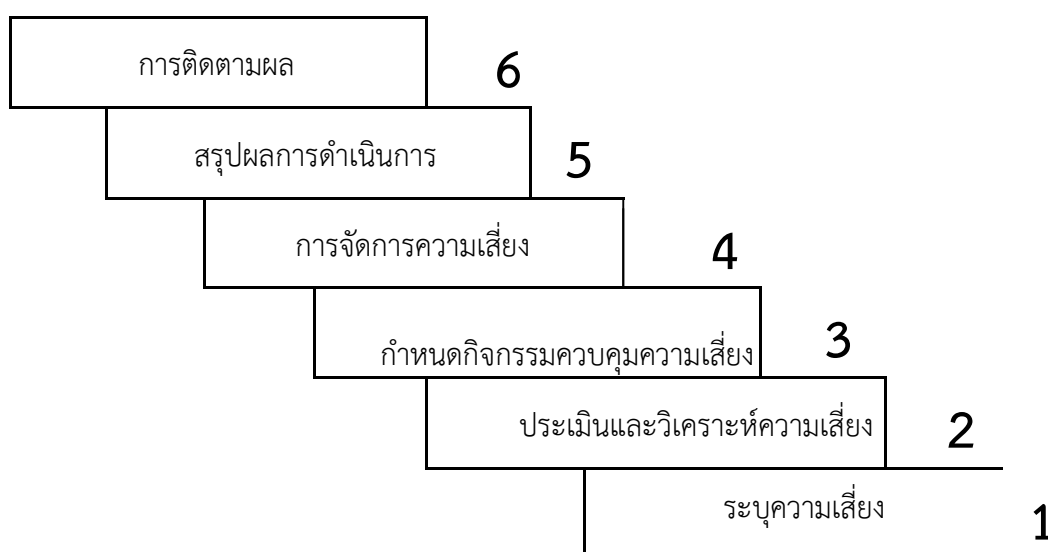 การติดตามผล 6
สรุปผลการดำเนินการ 5
การจัดการความเสี่ยง 4
กำหนดกิจกรรมควบคุมความเสี่ยง 3
ประเมินและวิเคราะห์ความเสี่ยง 2
ระบุความเสี่ยง 1